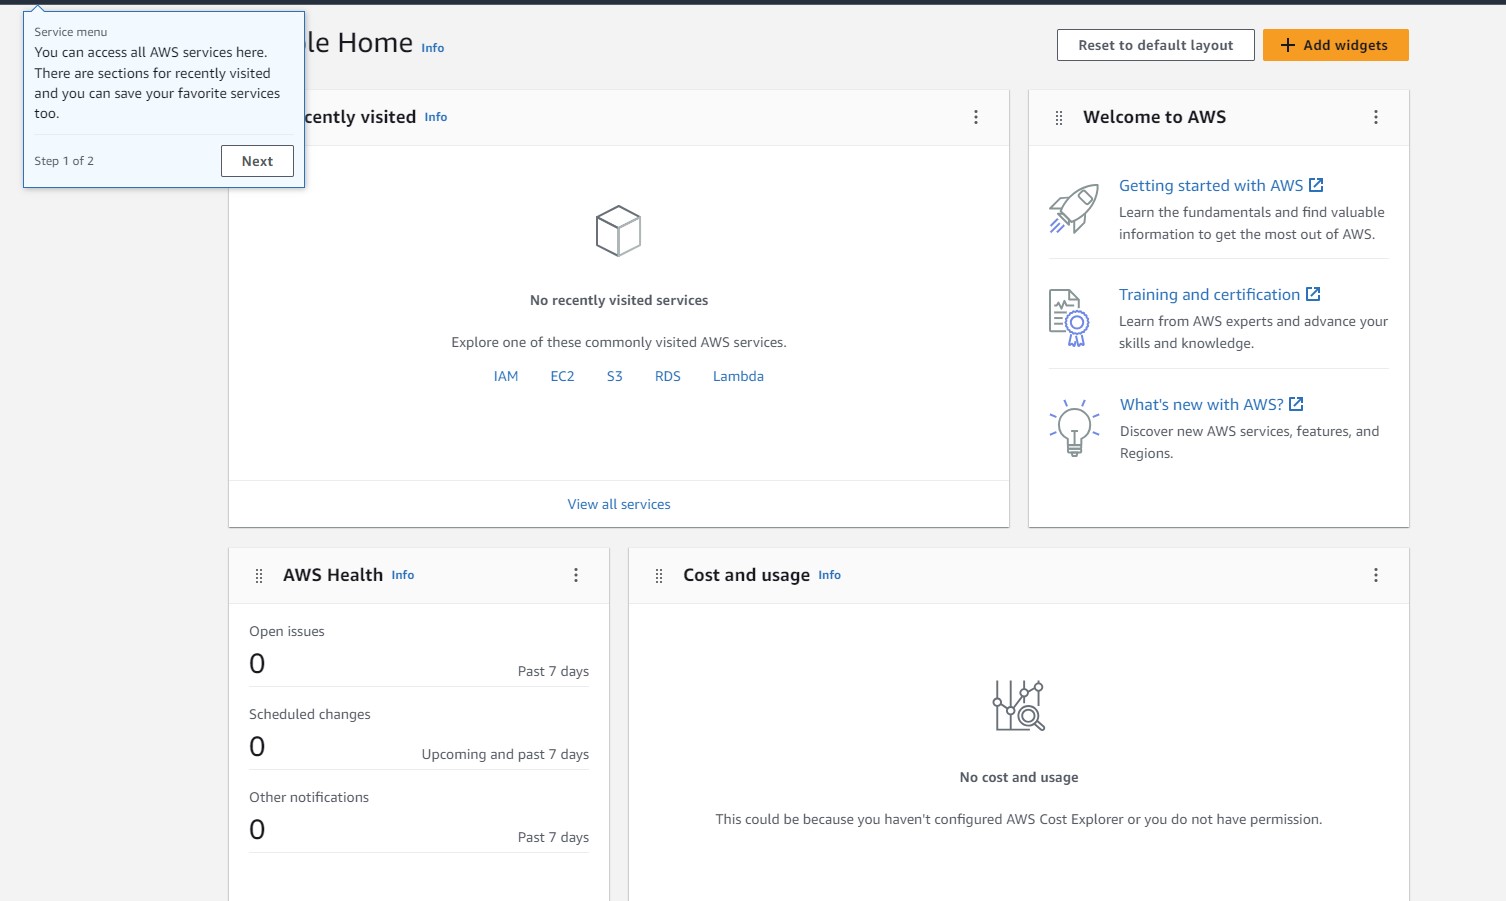 Service menu
You can access all AWS services here.
There are sections for recently visited
and you can save your favorite services
too.
Step 1 of 2
Next
le Home Info
Reset to default layout
Add widgets
cently visited Info
No recently visited services
Explore one of these commonly visited AWS services.
IAM EC2 S3 RDS Lambda
View all services
Welcome to AWS
Getting started with AWS
Learn the fundamentals and find valuable
information to get the most out of AWS.
Training and certification
Learn from AWS experts and advance your
skills and knowledge.
What's new with AWS?
Discover new AWS services, features, and
Regions.
AWS Health Info
Open issues
0 Past 7 days
Scheduled changes
0 Upcoming and past 7 days
Other notifications
0 Past 7 days
Cost and usage Info
No cost and usage
This could be because you haven't configured AWS Cost Explorer or you do not have permission.